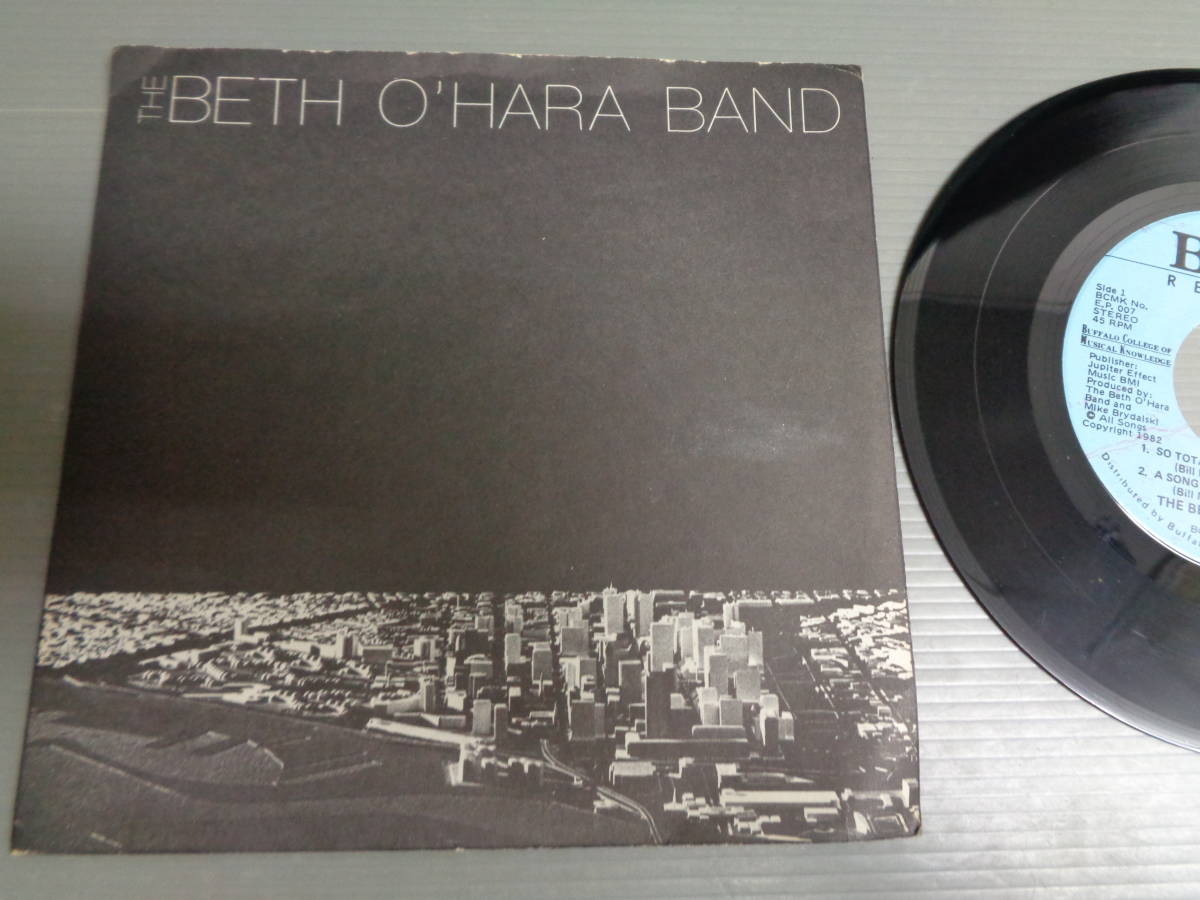 THE BETH O'HARA BAND
Side 1
BCMK No.
E.P. 007
STEREO
45 RPM
BUFFALO COLLEGE OF
MUSICAL KNOWLEDGE
Publisher:
Jupiter Effect
Music BMI
Produced by:
The Beth O'Hara
Band and
Mike Brydalski
© All Songs
Copyright 1982
1. SO
(Bill
2. A SONG
(Bill
THE
Distributed by